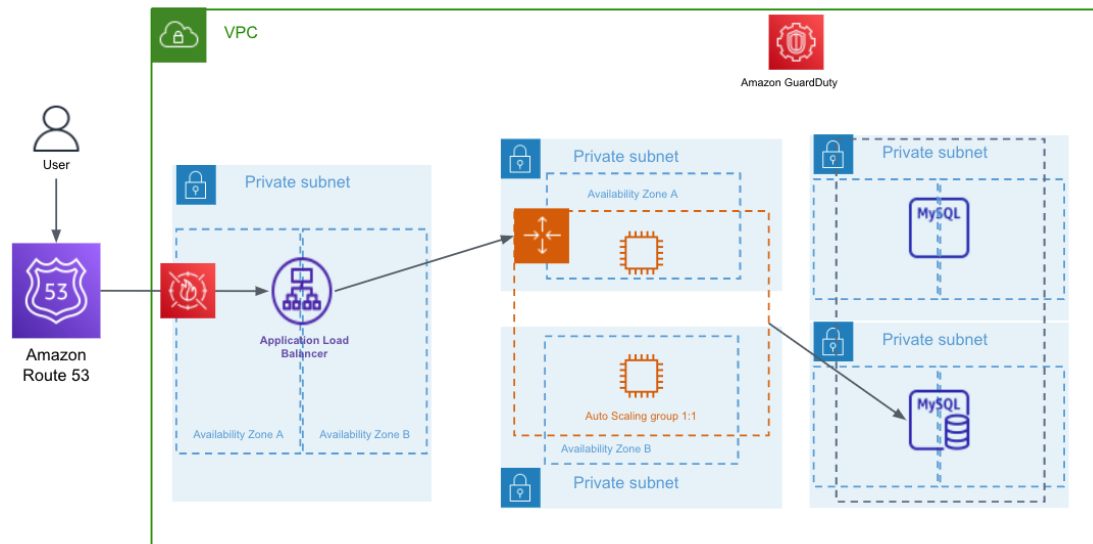 VPC
Amazon GuardDuty
User
53
Amazon
Route 53
Private subnet
Application Load
Balancer
Availability Zone A
Availability Zone B
Private subnet
Availability Zone A
Auto Scaling group 1:1
Availability Zone B
Private subnet
Private subnet
MySQL
Private subnet
MySQL